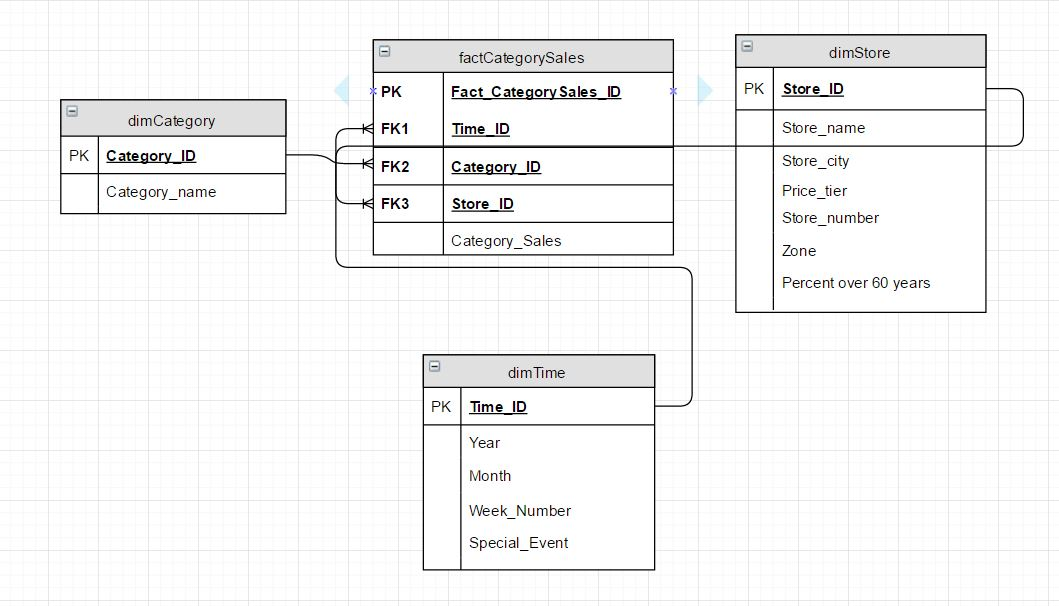 dimCategory
PK Category_ID
Category_name
factCategorySales
PK Fact_CategorySales_ID
FK1 Time_ID
FK2 Category_ID
FK3 Store_ID
Category_Sales
dimStore
PK Store_ID
Store_name
Store_city
Price_tier
Store_number
Zone
Percent over 60 years
dimTime
PK Time_ID
Year
Month
Week_Number
Special_Event